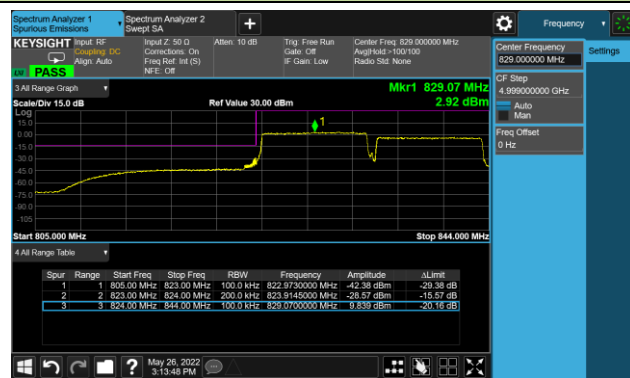 Spectrum Analyzer 1
Spurious Emissions
Spectrum Analyzer 2
Swept SA
Frequency
KEYSIGHT
Input: RF
Coupling: DC
Align: Auto
Input Z: 50 Ω
Corrections: On
Freq Ref: Int (S)
NFE: Off
Atten: 10 dB
Trig: Free Run
Gate: Off
IF Gain: Low
Center Freq: 829.000000 MHz
Avg|Hold:>100/100
Radio Std: None
PASS
Center Frequency
829.000000 MHz
Settings
CF Step
4.999000000 GHz
Auto
Man
Freq Offset
0 Hz
3 All Range Graph
Mkr1 829.07 MHz
2.92 dBm
Scale/Div 15.0 dB
Ref Value 30.00 dBm
Log
15.0
0.00
-15.0
-30.0
-45.0
-60.0
-75.0
-90.0
-105
1
Start 805.000 MHz
Stop 844.000 MHz
4 All Range Table
Spur Range Start Freq Stop Freq RBW Frequency Amplitude ΔLimit
1 1 805.00 MHz 823.00 MHz 100.0 kHz 822.9730000 MHz -42.38 dBm -29.38 dB
2 2 823.00 MHz 824.00 MHz 200.0 kHz 823.9145000 MHz -28.57 dBm -15.57 dB
3 3 824.00 MHz 844.00 MHz 100.0 kHz 829.0700000 MHz 9.839 dBm -20.16 dB
May 26, 2022
3:13:48 PM